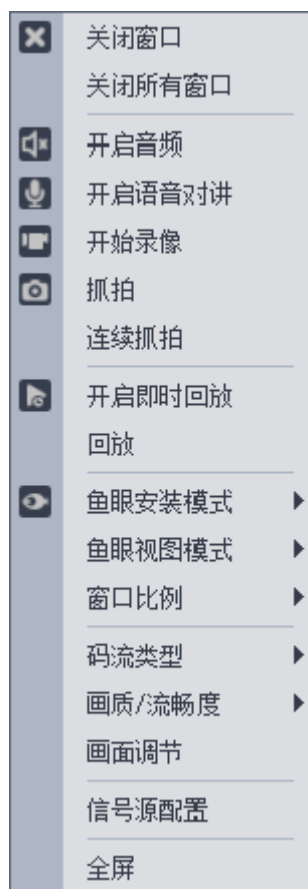 关闭窗口
关闭所有窗口
开启音频
开启语音对讲
开始录像
抓拍
连续抓拍
开启即时回放
回放
鱼眼安装模式
鱼眼视图模式
窗口比例
码流类型
画质/流畅度
画面调节
信号源配置
全屏